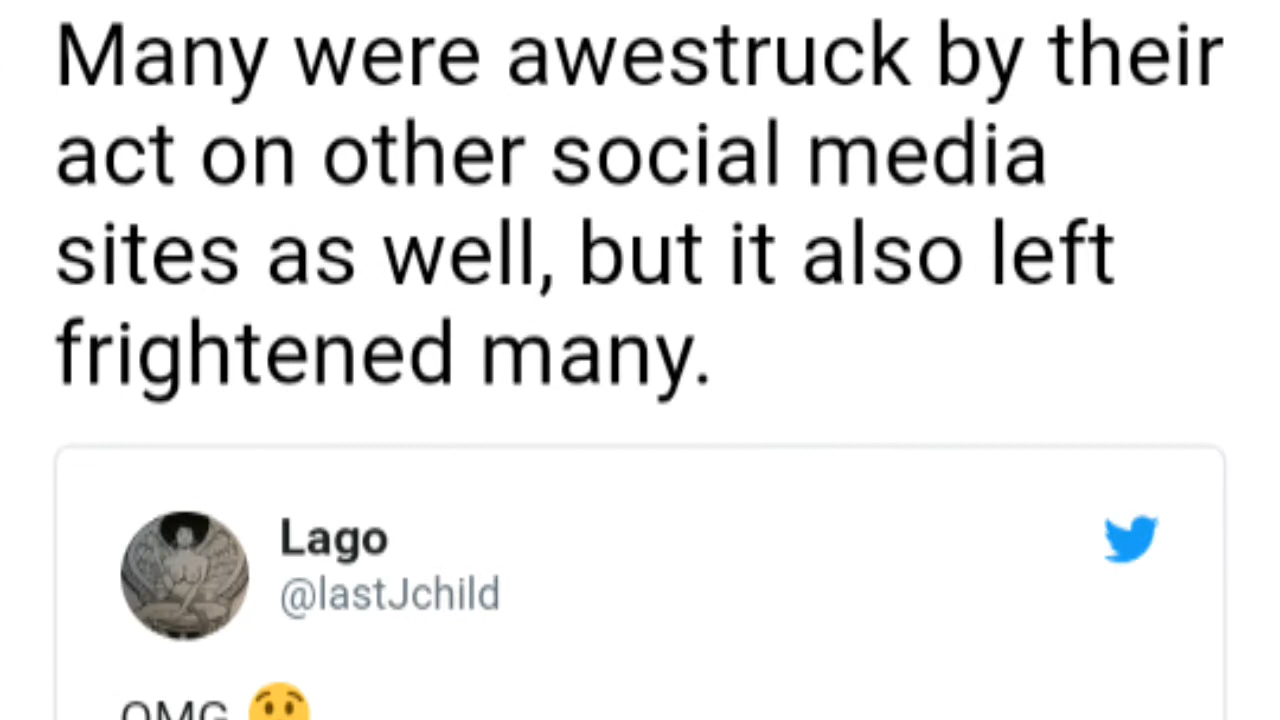 Many were awestruck by their
act on other social media
sites as well, but it also left
frightened many.
Lago
@lastJchild
OMG 😯